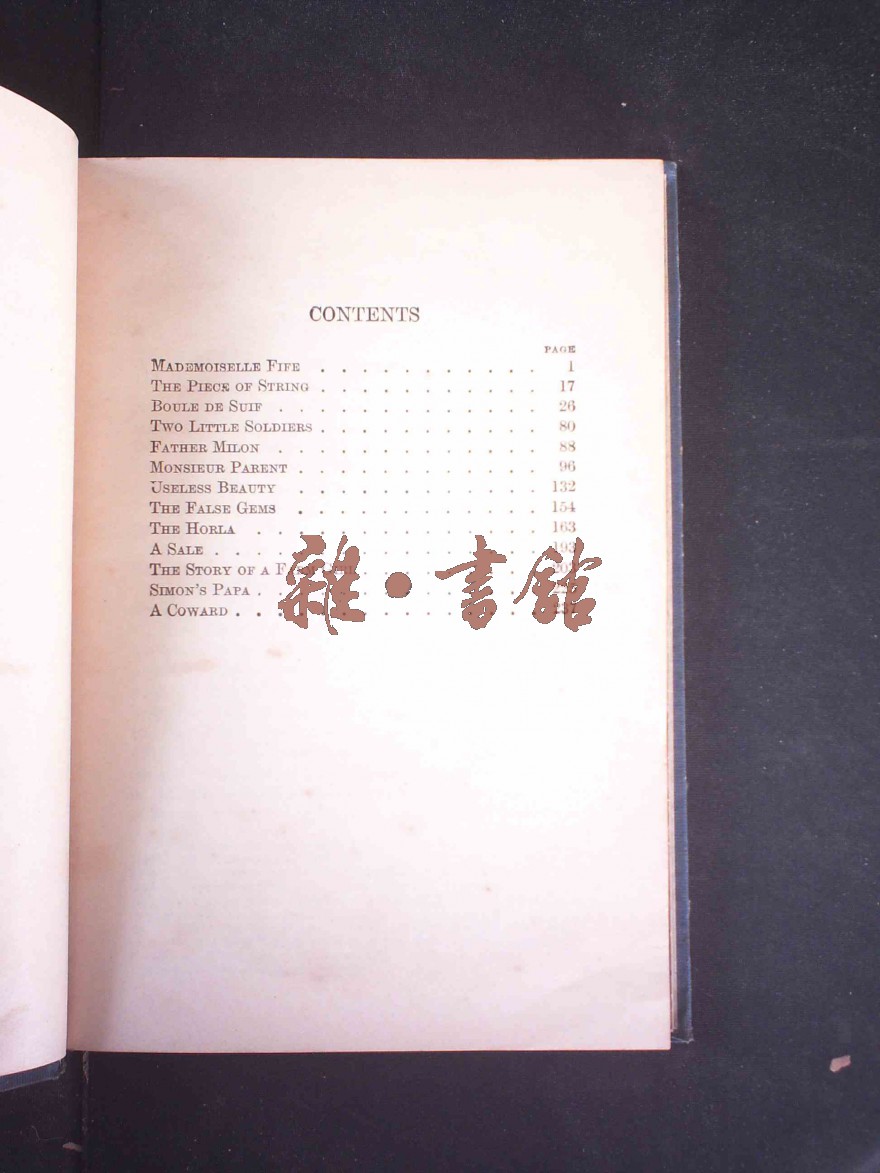 CONTENTS
PAGE
MADEMOISELLE FIFE . . . . . . . . . . . 1
THE PIECE OF STRING . . . . . . . . . . . 17
BOULE DE SUIF . . . . . . . . . . . . . 26
TWO LITTLE SOLDIERS . . . . . . . . . . . 80
FATHER MILON . . . . . . . . . . . . . 88
MONSIEUR PARENT . . . . . . . . . . . . 96
USELESS BEAUTY . . . . . . . . . . . . 132
THE FALSE GEMS . . . . . . . . . . . . 154
THE HORLA . . . . . . . . . . . . . . 163
A SALE . . . . . . . . . . . . . . . . 193
THE STORY OF A
SIMON'S PAPA
A COWARD . . . . . . . . . . . . . . . 231
雜·書館